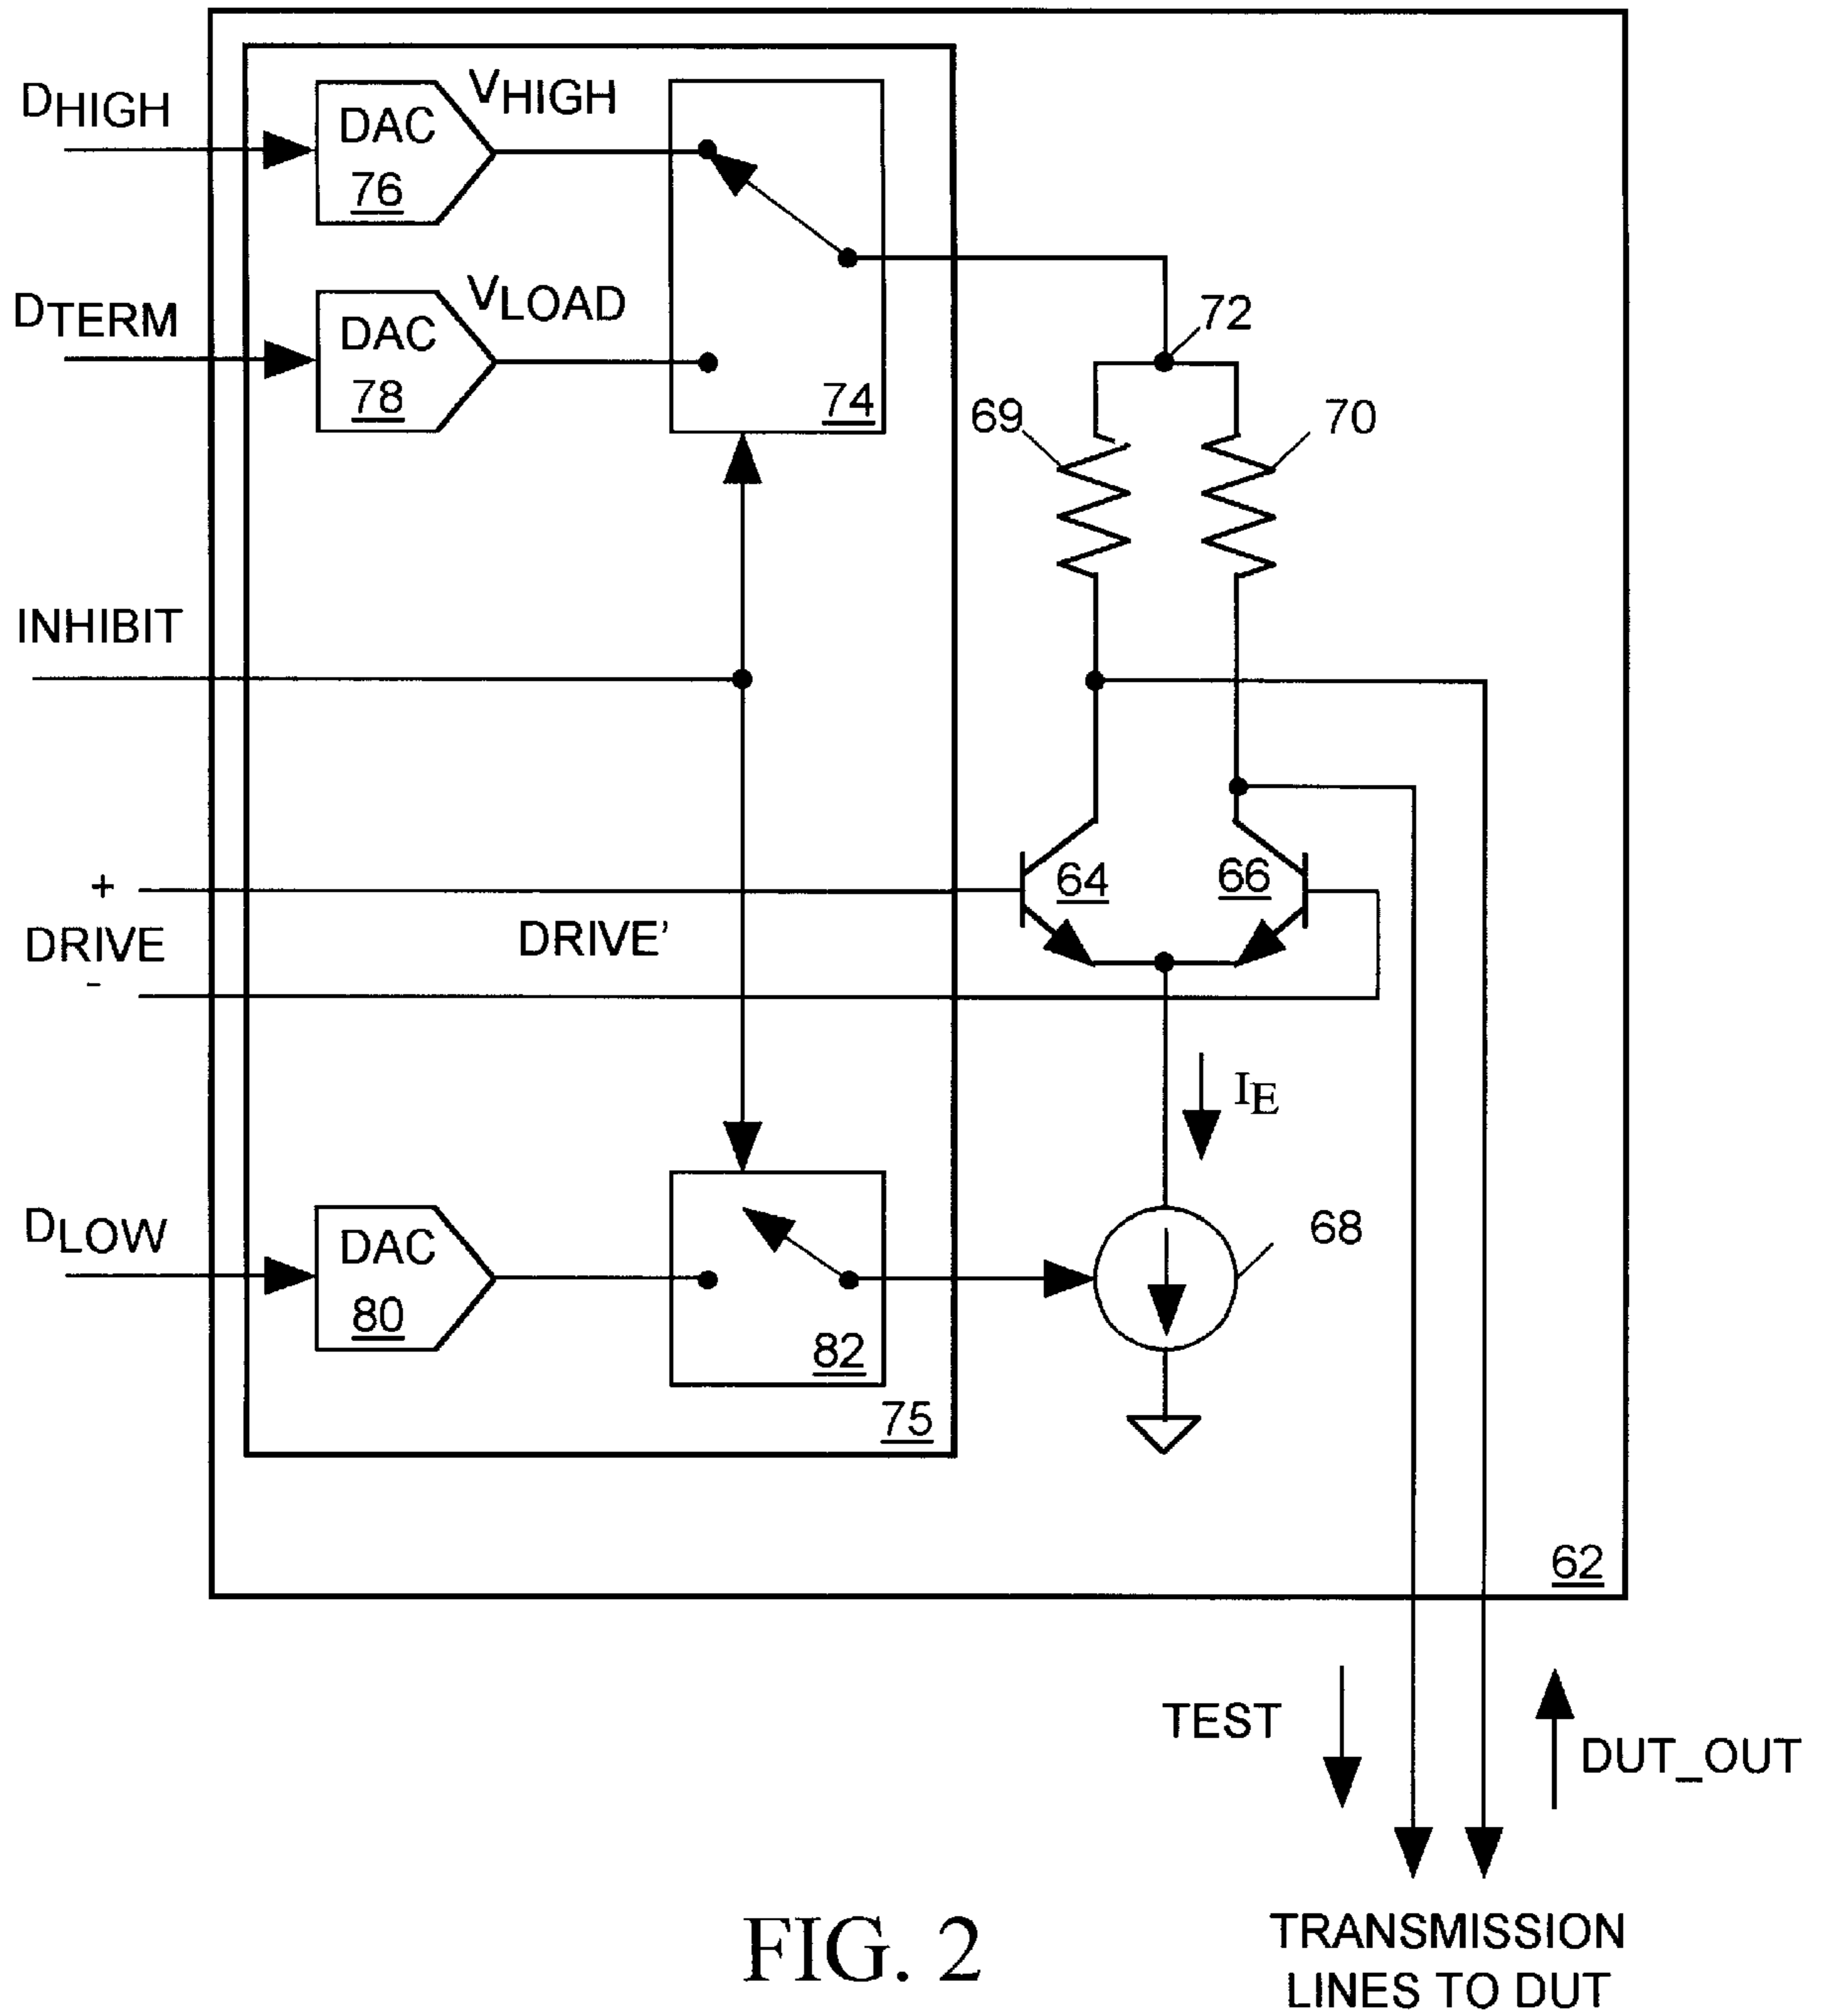 DHIGH
DAC
76
VHIGH
DTERM
DAC
78
VLOAD
74
72
69
70
INHIBIT
+
DRIVE
-
DRIVE’
64
66
IE
DLOW
DAC
80
82
68
75
62
TEST
DUT_OUT
TRANSMISSION
LINES TO DUT
FIG. 2